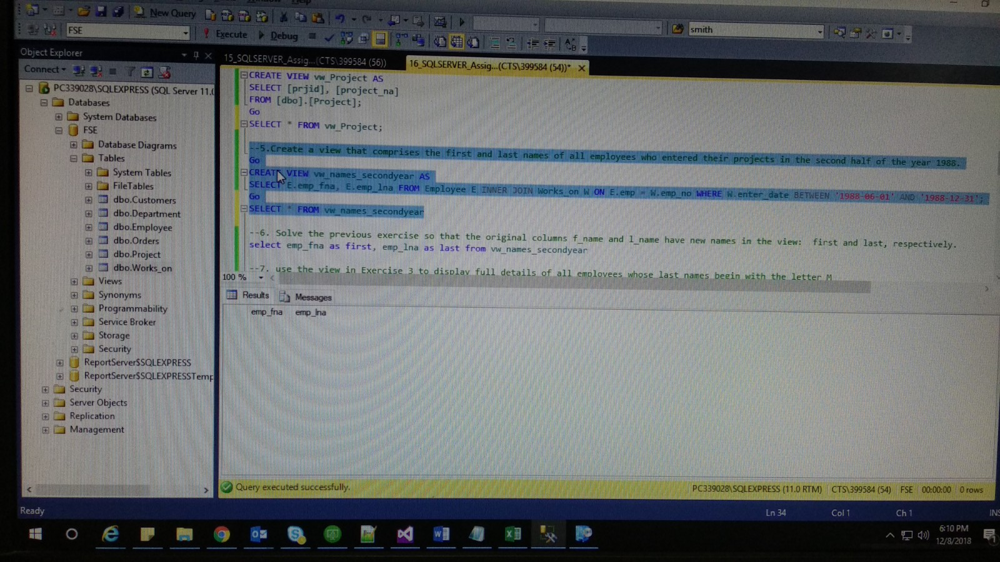 Window Help
New Query
FSE
Execute
Debug
smith
Object Explorer
Connect
PC339028\SQLEXPRESS (SQL Server 11.0
Databases
System Databases
FSE
Database Diagrams
Tables
System Tables
FileTables
dbo.Customers
dbo.Department
dbo.Employee
dbo.Orders
dbo.Project
dbo.Works_on
Views
Synonyms
Programmability
Service Broker
Storage
Security
ReportServer$SQLEXPRESS
ReportServer$SQLEXPRESSTemp
Security
Server Objects
Replication
Management
15_SQLSERVER_Assig...(CTS\399584 (56))
16_SQLSERVER_Assig...(CTS\399584 (54))*
CREATE VIEW vw_Project AS
SELECT [prjid], [project_na]
FROM [dbo].[Project];
Go
SELECT * FROM vw_Project;
--5.Create a view that comprises the first and last names of all employees who entered their projects in the second half of the year 1988.
Go
CREATE VIEW vw_names_secondyear AS
SELECT E.emp_fna, E.emp_lna FROM Employee E INNER JOIN Works_on W ON E.emp = W.emp_no WHERE W.enter_date BETWEEN '1988-06-01' AND '1988-12-31';
Go
SELECT * FROM vw_names_secondyear
--6. Solve the previous exercise so that the original columns f_name and l_name have new names in the view: first and last, respectively.
select emp_fna as first, emp_lna as last from vw_names_secondyear
--7. use the view in Exercise 3 to display full details of all employees whose last names begin with the letter M
100 %
Results
Messages
emp_fna emp_lna
Query executed successfully.
PC339028\SQLEXPRESS (11.0 RTM) CTS\399584 (54) FSE 00:00:00 0 rows
Ready
Ln 34 Col 1 Ch 1 INS
6:10 PM
12/8/2018